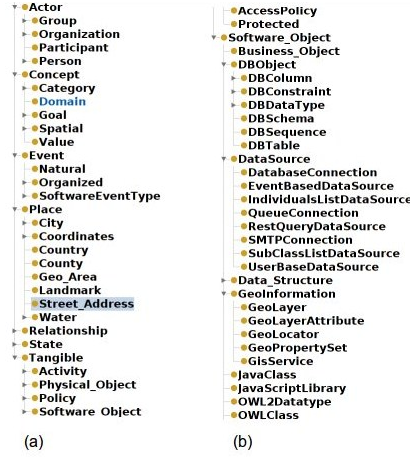 Actor
Group
Organization
Participant
Person
Concept
Category
Domain
Goal
Spatial
Value
Event
Natural
Organized
SoftwareEventType
Place
City
Coordinates
Country
County
Geo_Area
Landmark
Street_Address
Water
Relationship
State
Tangible
Activity
Physical_Object
Policy
Software_Object
(a)
AccessPolicy
Protected
Software_Object
Business_Object
DBObject
DBColumn
DBConstraint
DBDataType
DBSchema
DBSequence
DBTable
DataSource
DatabaseConnection
EventBasedDataSource
IndividualsListDataSource
QueueConnection
RestQueryDataSource
SMTPConnection
SubClassListDataSource
UserBaseDataSource
Data_Structure
GeoInformation
GeoLayer
GeoLayerAttribute
GeoLocator
GeoPropertySet
GisService
JavaClass
JavaScriptLibrary
OWL2Datatype
OWLClass
(b)